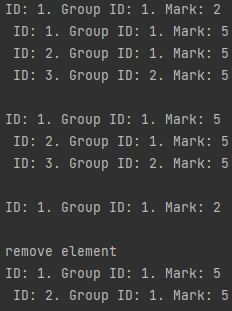 ID: 1. Group ID: 1. Mark: 2
ID: 1. Group ID: 1. Mark: 5
ID: 2. Group ID: 1. Mark: 5
ID: 3. Group ID: 2. Mark: 5
ID: 1. Group ID: 1. Mark: 5
ID: 2. Group ID: 1. Mark: 5
ID: 3. Group ID: 2. Mark: 5
ID: 1. Group ID: 1. Mark: 2
remove element
ID: 1. Group ID: 1. Mark: 5
ID: 2. Group ID: 1. Mark: 5